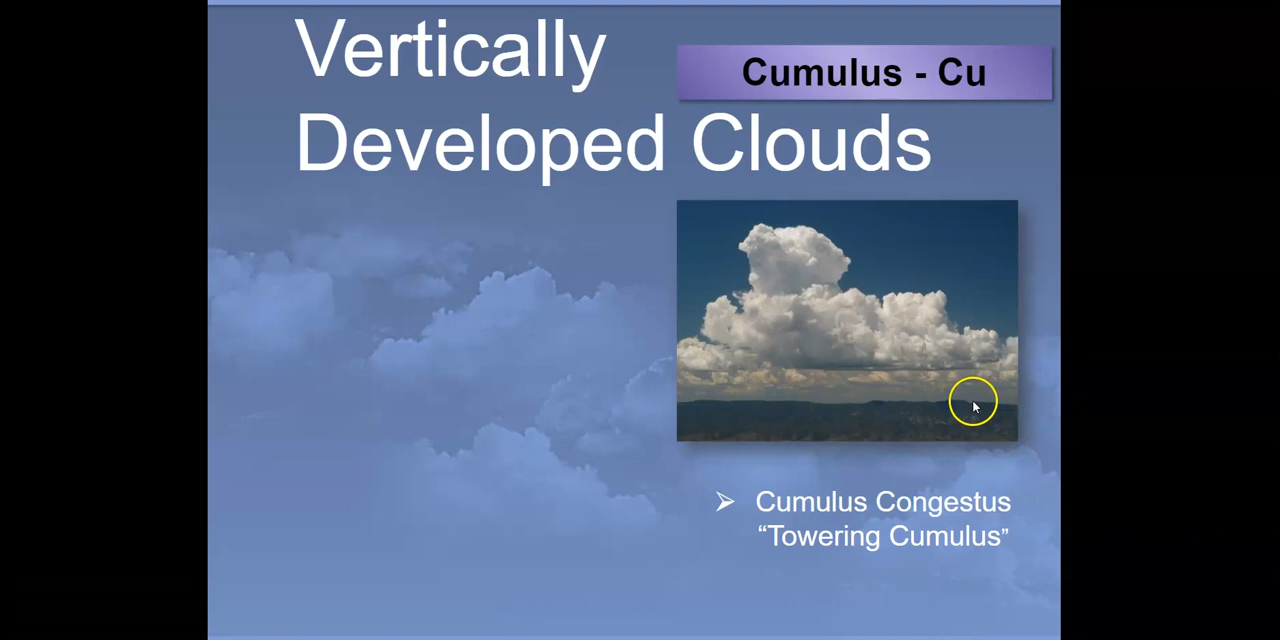 Vertically
Developed Clouds
Cumulus - Cu
Cumulus Congestus
“Towering Cumulus”